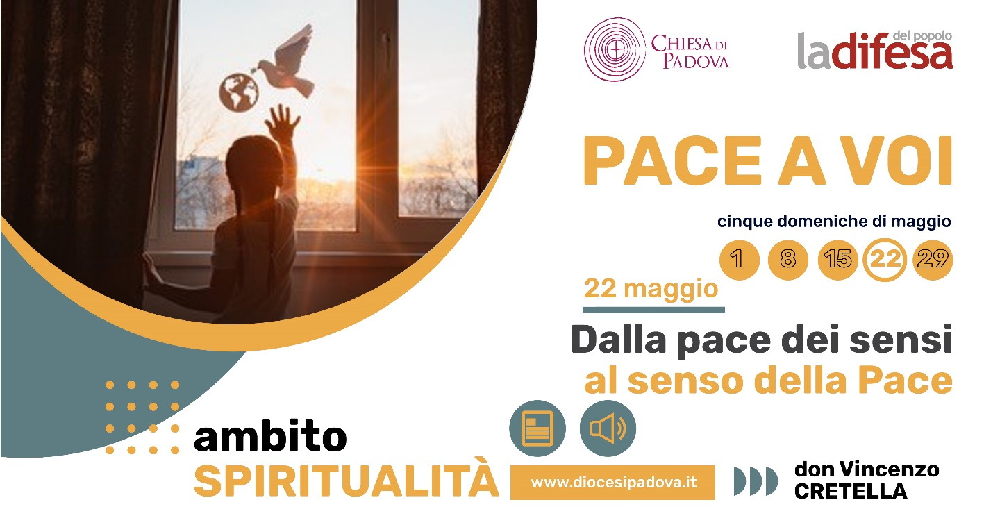 CHIESA DI
PADOVA
del popolo
ladifesa
PACE A VOI
cinque domeniche di maggio
1 8 15 22 29
22 maggio
Dalla pace dei sensi
al senso della Pace
ambito
SPIRITUALITÀ
www.diocesipadova.it
don Vincenzo
CRETELLA